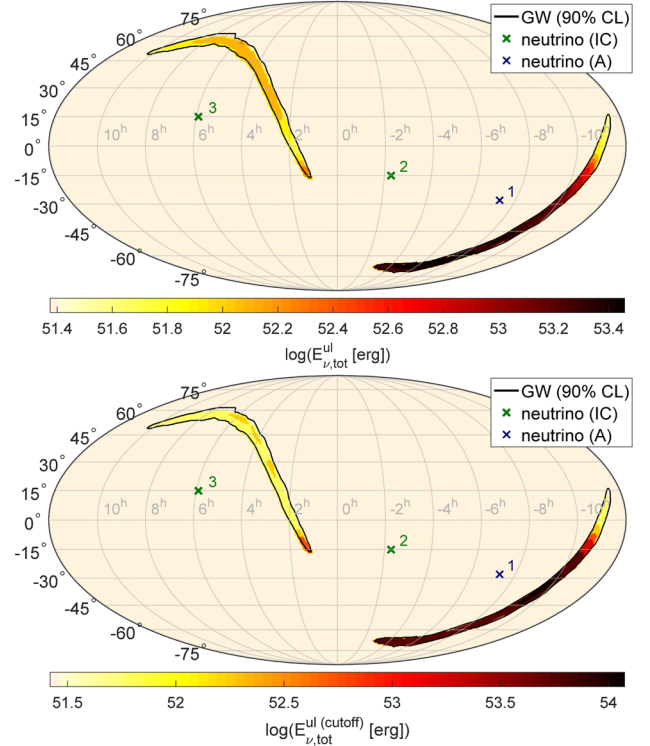 75°
60°
45°
30°
15°
0°
-15°
-30°
-45°
-60°
-75°
10h 8h 6h 4h 2h 0h -2h -4h -6h -8h -10h
GW (90% CL)
neutrino (IC)
neutrino (A)
3
2
1
51.4 51.6 51.8 52 52.2 52.4 52.6 52.8 53 53.2 53.4
log(E^ul_ν,tot [erg])
75°
60°
45°
30°
15°
0°
-15°
-30°
-45°
-60°
-75°
10h 8h 6h 4h 2h 0h -2h -4h -6h -8h -10h
GW (90% CL)
neutrino (IC)
neutrino (A)
3
2
1
51.5 52 52.5 53 53.5 54
log(E^ul (cutoff)_ν,tot [erg])